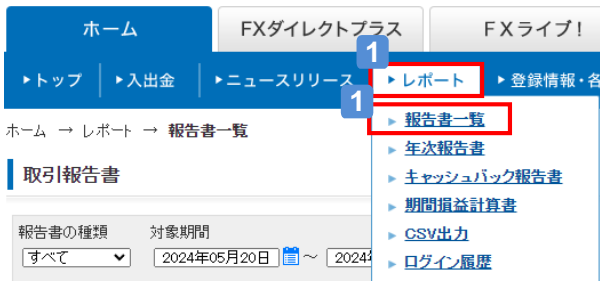 ホーム FXダイレクトプラス FXライブ！
1
トップ 入出金 ニュースリリース レポート 登録情報・各
1
報告書一覧
ホーム → レポート → 報告書一覧
年次報告書
取引報告書
キャッシュバック報告書
期間損益計算書
報告書の種類 対象期間
CSV出力
すべて 2024年05月20日 ～ 2024
ログイン履歴